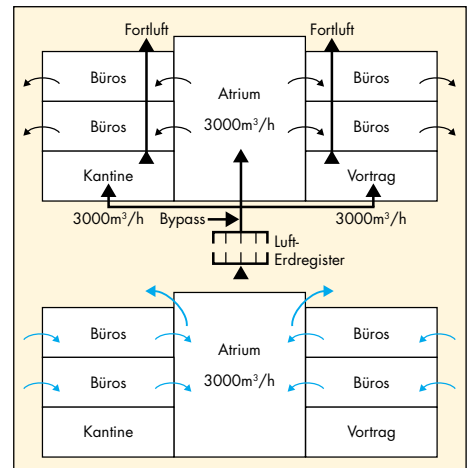 Fortluft Fortluft
Büros Büros
Atrium
3000m³/h
Büros Büros
Kantine Vortrag
3000m³/h Bypass 3000m³/h
Luft-
Erdregister
Büros Büros
Atrium
3000m³/h
Büros Büros
Kantine Vortrag